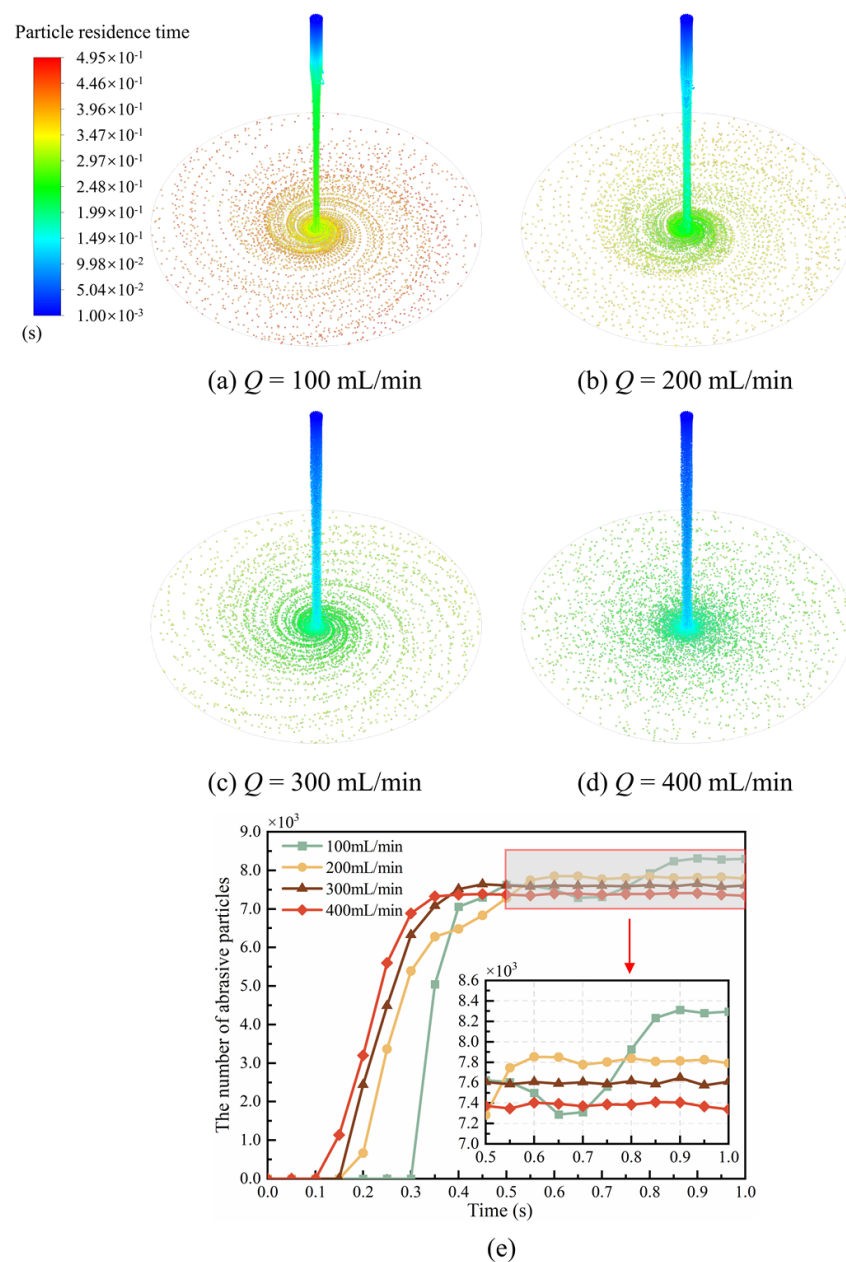 Particle residence time
4.95×10⁻¹
4.46×10⁻¹
3.96×10⁻¹
3.47×10⁻¹
2.97×10⁻¹
2.48×10⁻¹
1.99×10⁻¹
1.49×10⁻¹
9.98×10⁻²
5.04×10⁻²
1.00×10⁻³
(s)
(a) Q = 100 mL/min
(b) Q = 200 mL/min
(c) Q = 300 mL/min
(d) Q = 400 mL/min
×10³
9.0
8.0
7.0
6.0
5.0
4.0
3.0
2.0
1.0
0.0
The number of abrasive particles
100mL/min
200mL/min
300mL/min
400mL/min
×10³
8.6
8.4
8.2
8.0
7.8
7.6
7.4
7.2
7.0
0.5 0.6 0.7 0.8 0.9 1.0
0.0 0.1 0.2 0.3 0.4 0.5 0.6 0.7 0.8 0.9 1.0
Time (s)
(e)